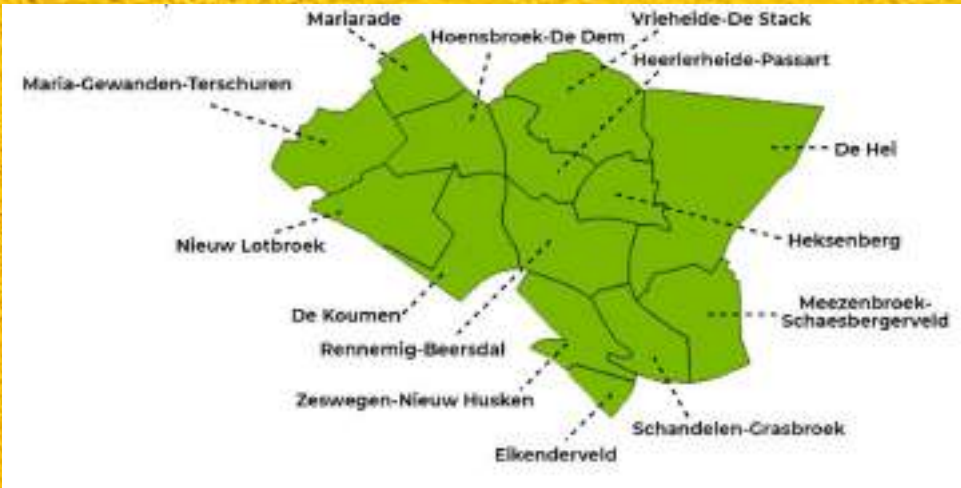 Mariarade
Vrieheide-De Stack
Hoensbroek-De Dem
Heerlerheide-Passart
Maria-Gewanden-Terschuren
De Hei
Nieuw Lotbroek
Heksenberg
De Koumen
Meezenbroek-
Schaesbergerveld
Rennemig-Beersdal
Zeswegen-Nieuw Husken
Schandelen-Grasbroek
Eikenderveld